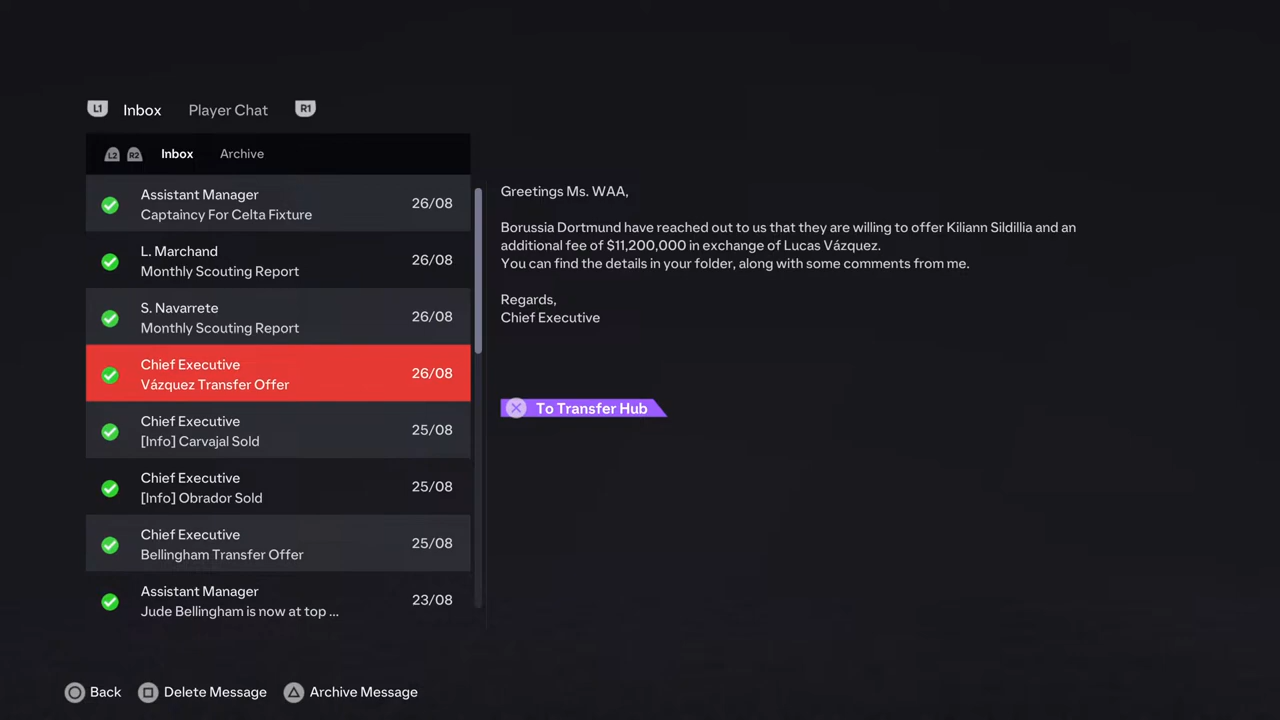 L1 Inbox Player Chat R1
L2 R2 Inbox Archive
Assistant Manager
Captaincy For Celta Fixture
26/08
L. Marchand
Monthly Scouting Report
26/08
S. Navarrete
Monthly Scouting Report
26/08
Chief Executive
Vázquez Transfer Offer
26/08
Chief Executive
[Info] Carvajal Sold
25/08
Chief Executive
[Info] Obrador Sold
25/08
Chief Executive
Bellingham Transfer Offer
25/08
Assistant Manager
Jude Bellingham is now at top ...
23/08
Greetings Ms. WAA,
Borussia Dortmund have reached out to us that they are willing to offer Kiliann Sildillia and an
additional fee of $11,200,000 in exchange of Lucas Vázquez.
You can find the details in your folder, along with some comments from me.
Regards,
Chief Executive
To Transfer Hub
Back Delete Message Archive Message